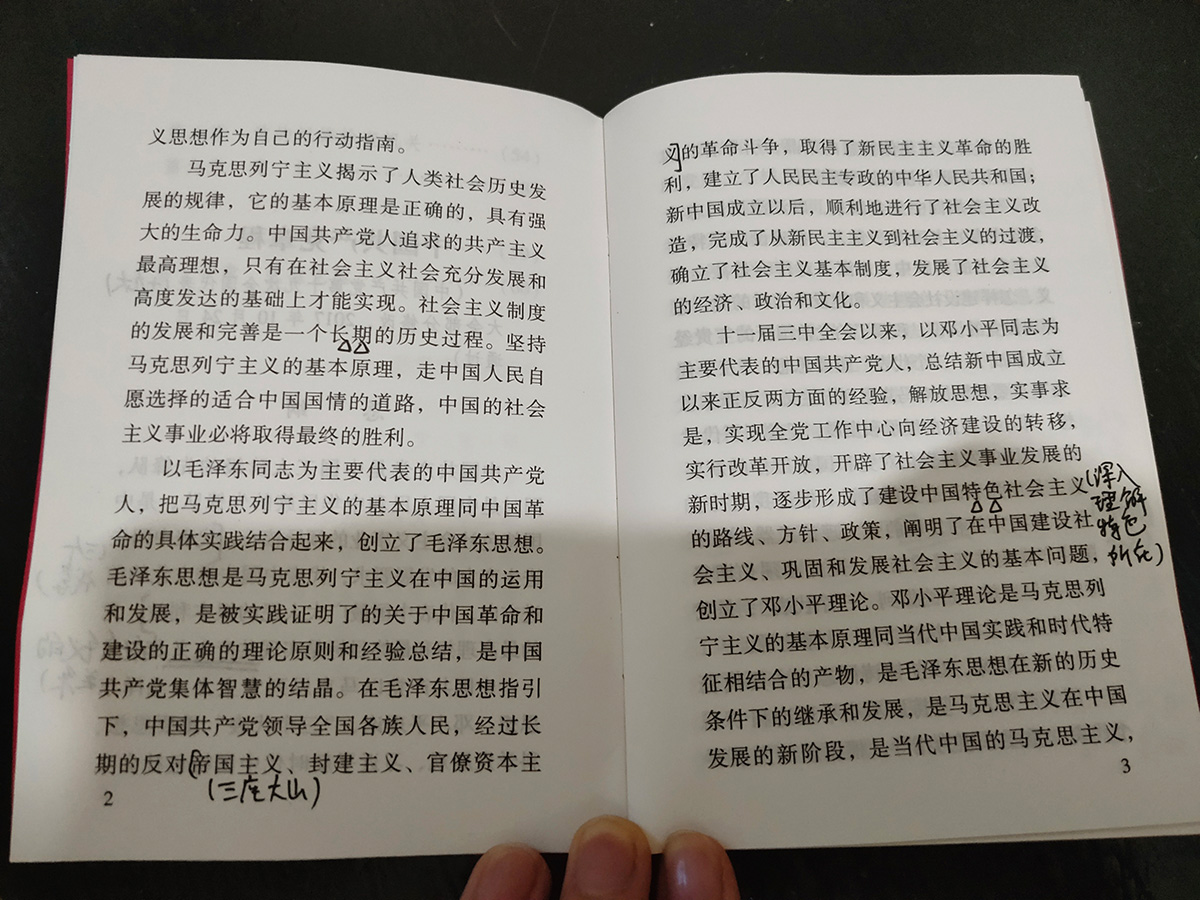 义思想作为自己的行动指南。
马克思列宁主义揭示了人类社会历史发
展的规律，它的基本原理是正确的，具有强
大的生命力。中国共产党人追求的共产主义
最高理想，只有在社会主义社会充分发展和
高度发达的基础上才能实现。社会主义制度
的发展和完善是一个长期的历史过程。坚持
马克思列宁主义的基本原理，走中国人民自
愿选择的适合中国国情的道路，中国的社会
主义事业必将取得最终的胜利。
以毛泽东同志为主要代表的中国共产党
人，把马克思列宁主义的基本原理同中国革
命的具体实践结合起来，创立了毛泽东思想。
毛泽东思想是马克思列宁主义在中国的运用
和发展，是被实践证明了的关于中国革命和
建设的正确的理论原则和经验总结，是中国
共产党集体智慧的结晶。在毛泽东思想指引
下，中国共产党领导全国各族人民，经过长
期的反对帝国主义、封建主义、官僚资本主
(三座大山)
2
义的革命斗争，取得了新民主主义革命的胜
利，建立了人民民主专政的中华人民共和国；
新中国成立以后，顺利地进行了社会主义改
造，完成了从新民主主义到社会主义的过渡，
确立了社会主义基本制度，发展了社会主义
的经济、政治和文化。
十一届三中全会以来，以邓小平同志为
主要代表的中国共产党人，总结新中国成立
以来正反两方面的经验，解放思想，实事求
是，实现全党工作中心向经济建设的转移，
实行改革开放，开辟了社会主义事业发展的
新时期，逐步形成了建设中国特色社会主义
的路线、方针、政策，阐明了在中国建设社
会主义、巩固和发展社会主义的基本问题，
创立了邓小平理论。邓小平理论是马克思列
宁主义的基本原理同当代中国实践和时代特
征相结合的产物，是毛泽东思想在新的历史
条件下的继承和发展，是马克思主义在中国
发展的新阶段，是当代中国的马克思主义，
(深入
理解
特色
所在)
3